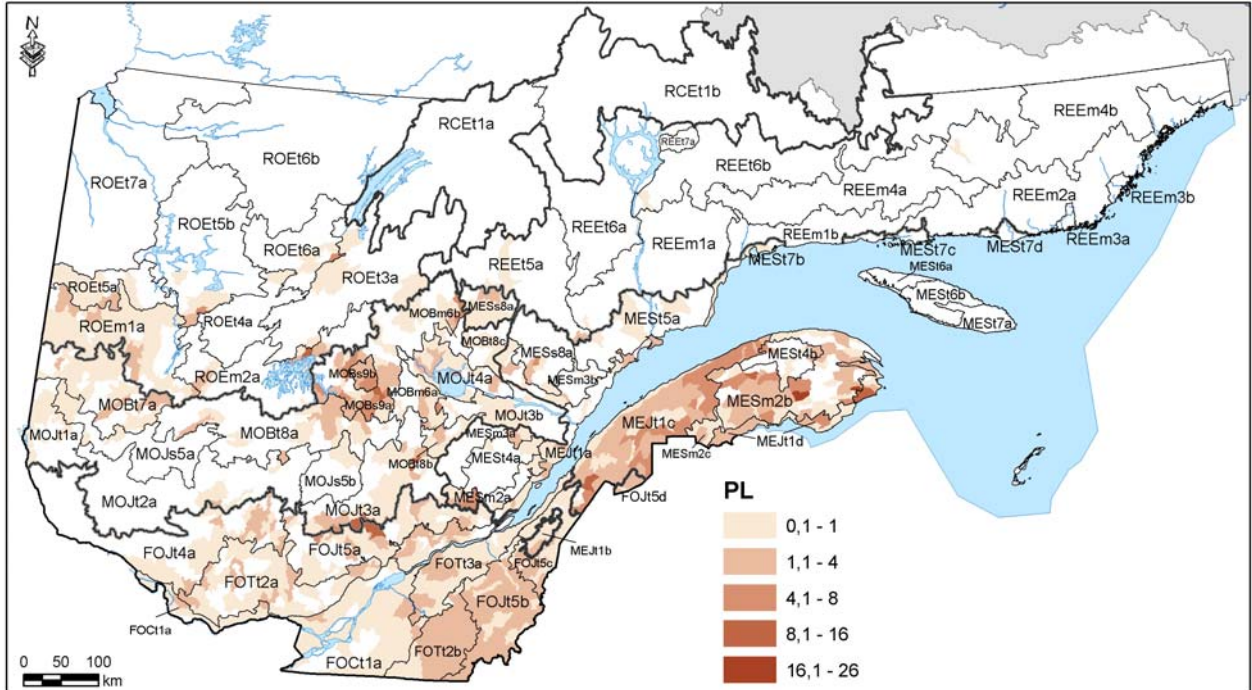 N
RCEt1b
RCEt1a
REEm4b
REEt7a
ROEt6b
REEt6b
ROEt7a
REEm4a
REEm2a
REEm3b
ROEt5b
REEt6a
REEm1a
REEm1b
ROEt6a
MESt7c
MESt7d
REEm3a
MESt7b
REEt5a
MESt6a
ROEt3a
ROEt5a
MESt6b
MOBm6b
MESs8a
MESt5a
MESt7a
ROEm1a
ROEt4a
MOBt8c
MESs8a
MESt4b
ROEm2a
MOBs9b
MOJt4a
MESm3b
MOBm6a
MESm2b
MOBt7a
MOBs9a
MOJt3b
MEJt1c
MOJt1a
MOBt8a
MESm3a
MEJt1d
MOJs5a
MEJt1a
MESm2c
MOBt8b
MESt4a
MOJs5b
MOJt2a
MESm2a
FOJt5d
MOJt3a
PL
0,1 - 1
FOJt4a
FOJt5a
MEJt1b
1,1 - 4
FOTt3a
FOJt5c
FOTt2a
4,1 - 8
FOJt5b
8,1 - 16
FOCt1a
FOTt2b
FOCt1a
16,1 - 26
0 50 100
km